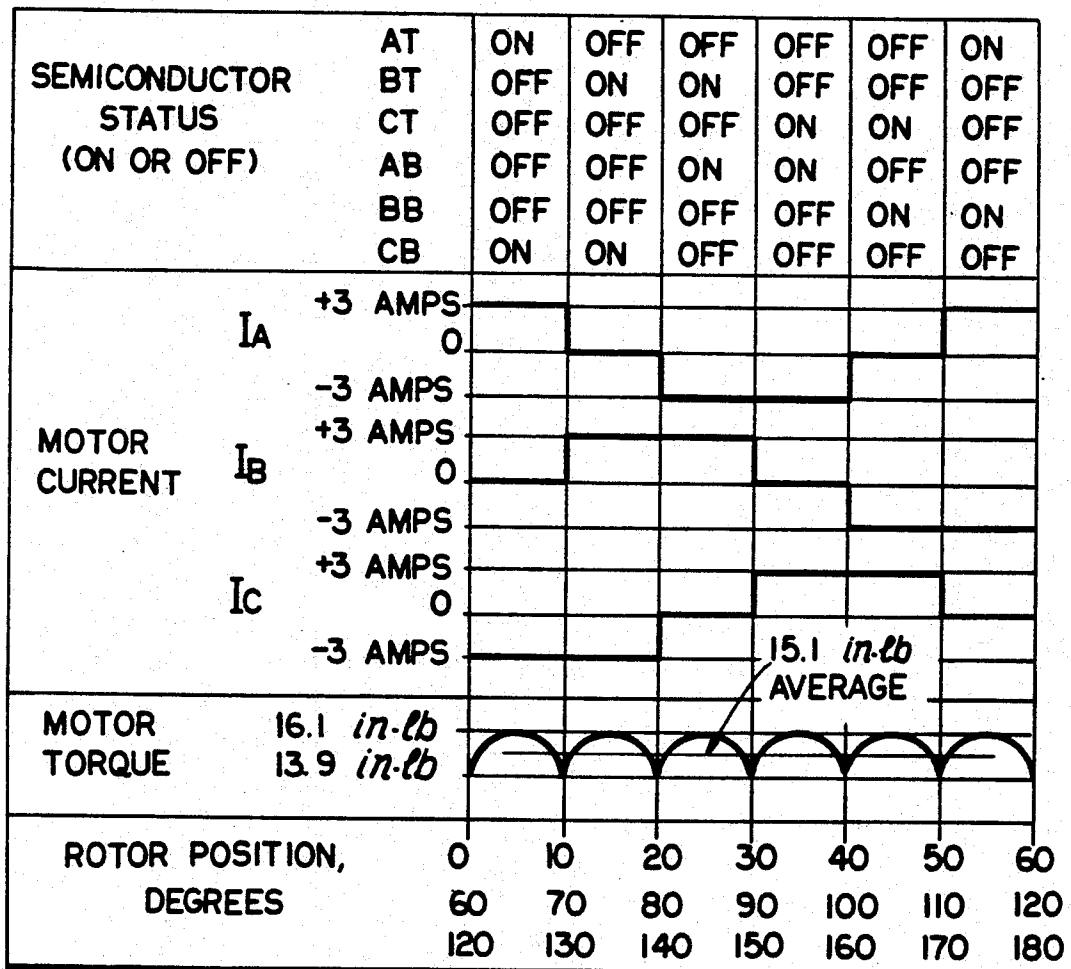 AT ON OFF OFF OFF OFF ON
SEMICONDUCTOR BT OFF ON ON OFF OFF OFF
STATUS CT OFF OFF OFF ON ON OFF
(ON OR OFF) AB OFF OFF ON ON OFF OFF
BB OFF OFF OFF OFF ON ON
CB ON ON OFF OFF OFF OFF
+3 AMPS
IA 0
-3 AMPS
MOTOR +3 AMPS
CURRENT IB 0
-3 AMPS
+3 AMPS
IC 0
-3 AMPS
15.1 in-lb
AVERAGE
MOTOR 16.1 in-lb
TORQUE 13.9 in-lb
ROTOR POSITION, 0 10 20 30 40 50 60
DEGREES 60 70 80 90 100 110 120
120 130 140 150 160 170 180